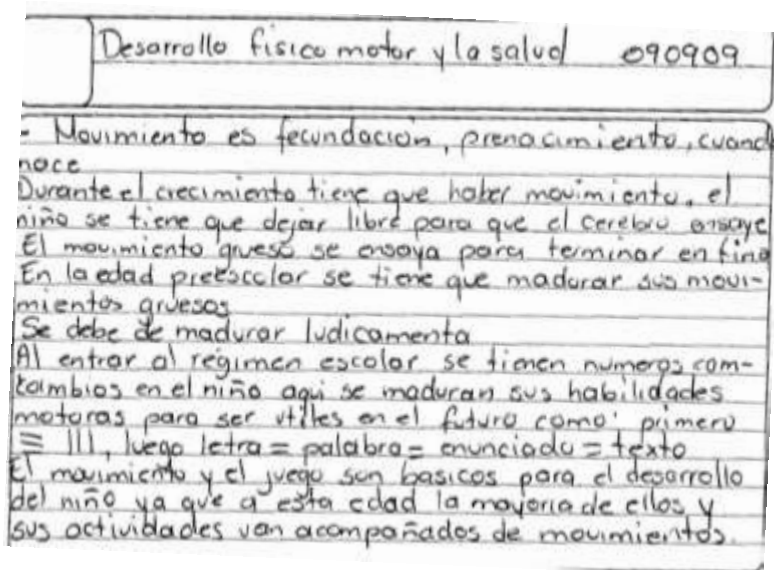 Desarrollo fisico motor y la salud 090909
- Movimiento es fecundación, prenacimiento, cuand
nace
Durante el crecimiento tiene que haber movimiento. el
niño se tiene que dejar libre para que el cerebro ensaye
El movimiento grueso se ensaya para terminar en fino
En la edad preescolar se tiene que madurar sus movi-
mientos gruesos
Se debe de madurar ludicamenta
Al entrar al regimen escolar se tienen numeros com-
cambios en el niño aqui se maduran sus habilidades
motoras para ser utiles en el futuro como: primero
≡ III, luego letra = palabra = enunciado = texto
El movimiento y el juego son basicos para el desarrollo
del niño ya que a esta edad la mayoria de ellos y
sus actividades van acompañados de movimientos.